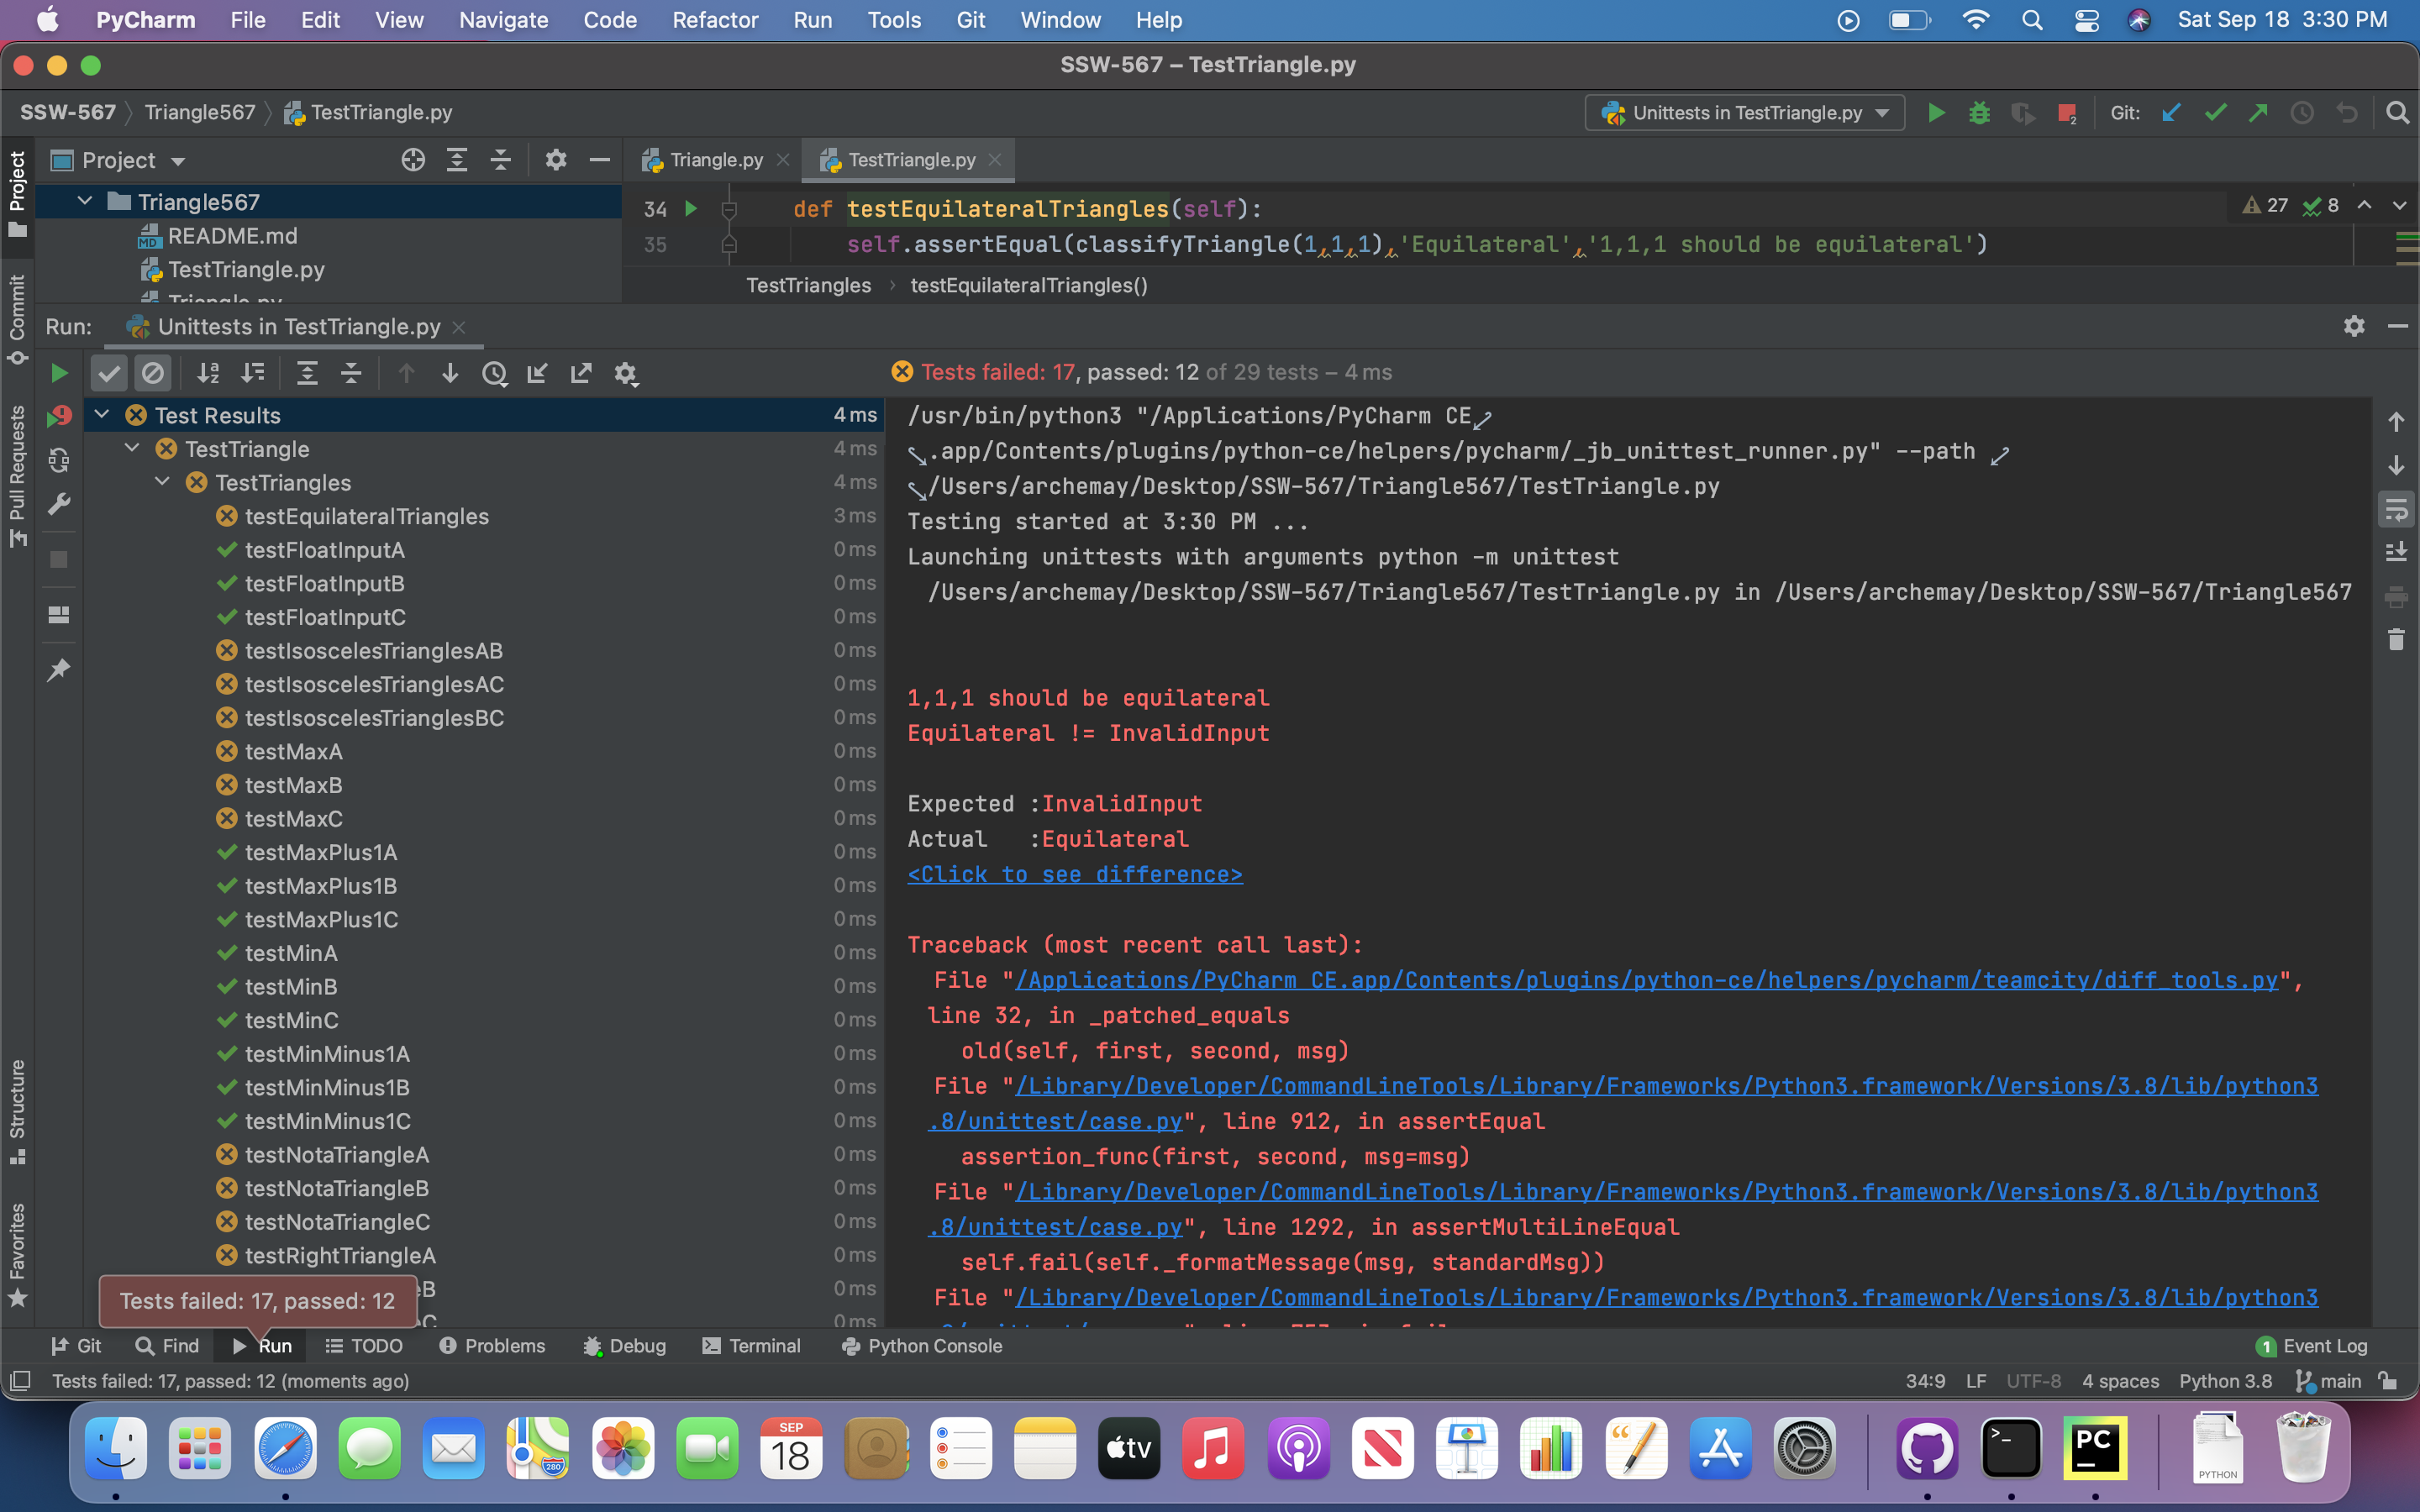 PyCharm File Edit View Navigate Code Refactor Run Tools Git Window Help Sat Sep 18 3:30 PM
SSW-567 – TestTriangle.py
SSW-567 Triangle567 TestTriangle.py Unittests in TestTriangle.py 2 Git:
Project
Project
Triangle.py TestTriangle.py
Triangle567
README.md
TestTriangle.py
Triangle.py
34 def testEquilateralTriangles(self): 27 8
35 self.assertEqual(classifyTriangle(1,1,1),'Equilateral','1,1,1 should be equilateral')
TestTriangles › testEquilateralTriangles()
Commit
Pull Requests
Structure
Favorites
Run: Unittests in TestTriangle.py
Tests failed: 17, passed: 12 of 29 tests – 4 ms
Test Results 4 ms
TestTriangle 4 ms
TestTriangles 4 ms
testEquilateralTriangles 3 ms
testFloatInputA 0 ms
testFloatInputB 0 ms
testFloatInputC 0 ms
testIsoscelesTrianglesAB 0 ms
testIsoscelesTrianglesAC 0 ms
testIsoscelesTrianglesBC 0 ms
testMaxA 0 ms
testMaxB 0 ms
testMaxC 0 ms
testMaxPlus1A 0 ms
testMaxPlus1B 0 ms
testMaxPlus1C 0 ms
testMinA 0 ms
testMinB 0 ms
testMinC 0 ms
testMinMinus1A 0 ms
testMinMinus1B 0 ms
testMinMinus1C 0 ms
testNotaTriangleA 0 ms
testNotaTriangleB 0 ms
testNotaTriangleC 0 ms
testRightTriangleA 0 ms
eB 0 ms
eC 0 ms
Tests failed: 17, passed: 12
/usr/bin/python3 "/Applications/PyCharm CE
.app/Contents/plugins/python-ce/helpers/pycharm/_jb_unittest_runner.py" --path
/Users/archemay/Desktop/SSW-567/Triangle567/TestTriangle.py
Testing started at 3:30 PM ...
Launching unittests with arguments python -m unittest
/Users/archemay/Desktop/SSW-567/Triangle567/TestTriangle.py in /Users/archemay/Desktop/SSW-567/Triangle567
1,1,1 should be equilateral
Equilateral != InvalidInput
Expected :InvalidInput
Actual :Equilateral
<Click to see difference>
Traceback (most recent call last):
File "/Applications/PyCharm CE.app/Contents/plugins/python-ce/helpers/pycharm/teamcity/diff_tools.py",
line 32, in _patched_equals
old(self, first, second, msg)
File "/Library/Developer/CommandLineTools/Library/Frameworks/Python3.framework/Versions/3.8/lib/python3
.8/unittest/case.py", line 912, in assertEqual
assertion_func(first, second, msg=msg)
File "/Library/Developer/CommandLineTools/Library/Frameworks/Python3.framework/Versions/3.8/lib/python3
.8/unittest/case.py", line 1292, in assertMultiLineEqual
self.fail(self._formatMessage(msg, standardMsg))
File "/Library/Developer/CommandLineTools/Library/Frameworks/Python3.framework/Versions/3.8/lib/python3
Git Find Run TODO Problems Debug Terminal Python Console 1 Event Log
Tests failed: 17, passed: 12 (moments ago) 34:9 LF UTF-8 4 spaces Python 3.8 main
280
SEP
18
tv
>_
PC
PYTHON